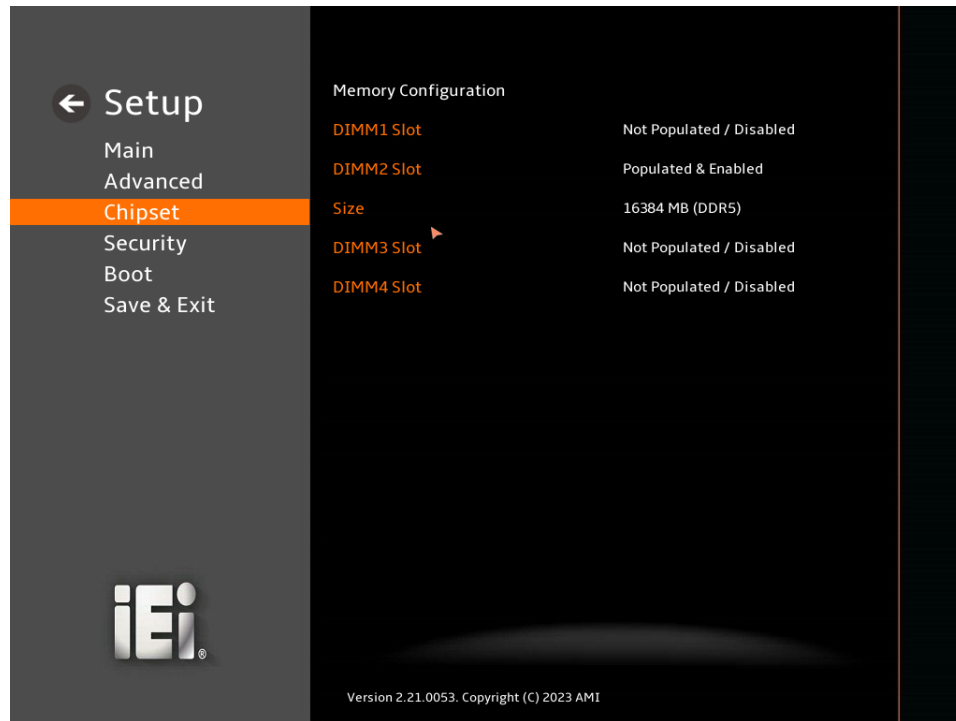 Setup
Main
Advanced
Chipset
Security
Boot
Save & Exit
iEi®
Memory Configuration
DIMM1 Slot Not Populated / Disabled
DIMM2 Slot Populated & Enabled
Size 16384 MB (DDR5)
DIMM3 Slot Not Populated / Disabled
DIMM4 Slot Not Populated / Disabled
Version 2.21.0053. Copyright (C) 2023 AMI